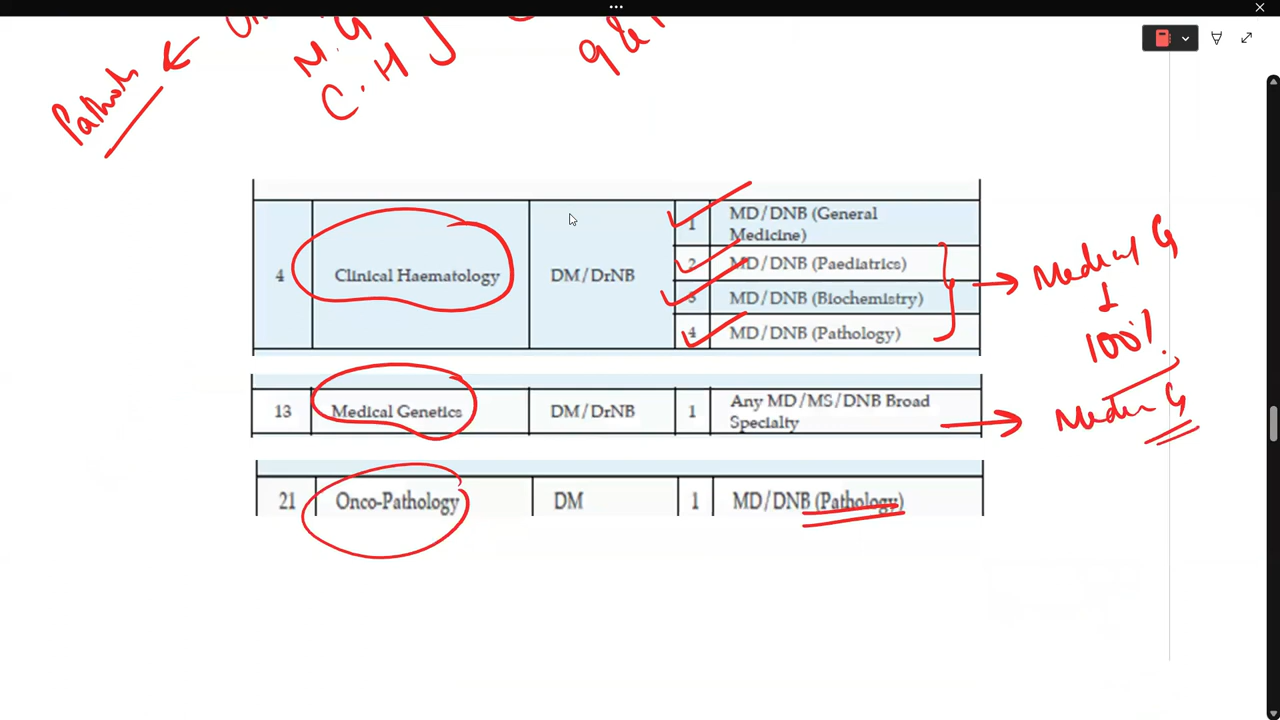 M.G
C.H
Pathols
4 Clinical Haematology DM/DrNB 1 MD/DNB (General Medicine)
2 MD/DNB (Paediatrics)
3 MD/DNB (Biochemistry)
4 MD/DNB (Pathology)
Medical G
100%
13 Medical Genetics DM/DrNB 1 Any MD/MS/DNB Broad Specialty
21 Onco-Pathology DM 1 MD/DNB (Pathology)